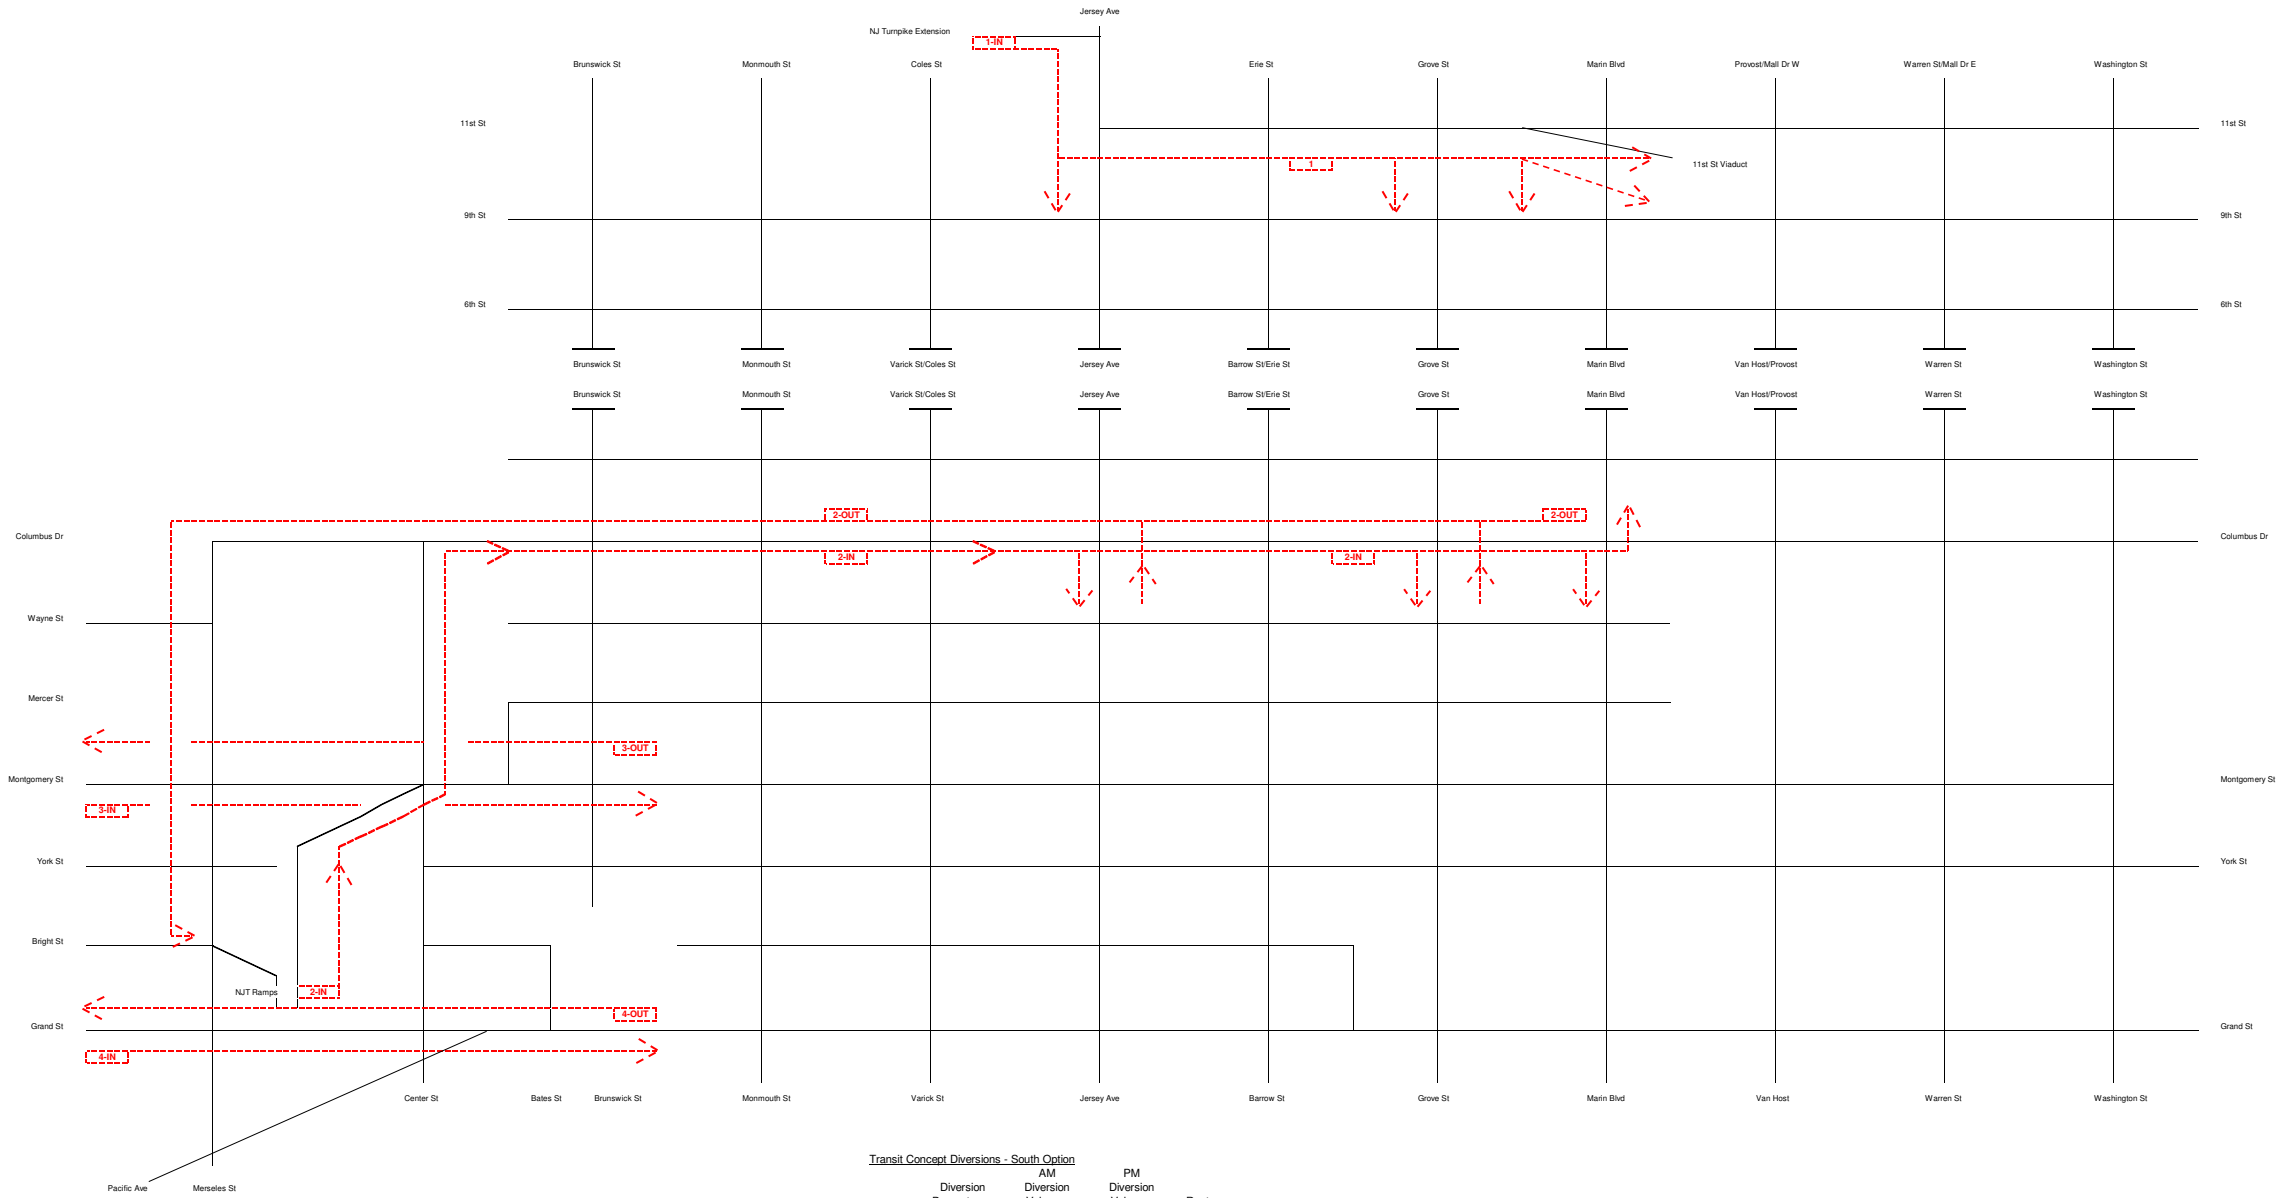 Jersey Ave
NJ Turnpike Extension
1-IN
Brunswick St Monmouth St Coles St Erie St Grove St Marin Blvd Provost/Mall Dr W Warren St/Mall Dr E Washington St
11st St 11st St
1 11st St Viaduct
9th St 9th St
6th St 6th St
Brunswick St Monmouth St Varick St/Coles St Jersey Ave Barrow St/Erie St Grove St Marin Blvd Van Host/Provost Warren St Washington St
Brunswick St Monmouth St Varick St/Coles St Jersey Ave Barrow St/Erie St Grove St Marin Blvd Van Host/Provost Warren St Washington St
2-OUT 2-OUT
Columbus Dr Columbus Dr
2-IN 2-IN
Wayne St
Mercer St
3-OUT
Montgomery St Montgomery St
3-IN
York St York St
Bright St
NJT Ramps 2-IN
4-OUT
Grand St Grand St
4-IN
Center St Bates St Brunswick St Monmouth St Varick St Jersey Ave Barrow St Grove St Marin Blvd Van Host Warren St Washington St
Transit Concept Diversions - South Option
AM PM
Pacific Ave Merseles St Diversion Diversion Diversion